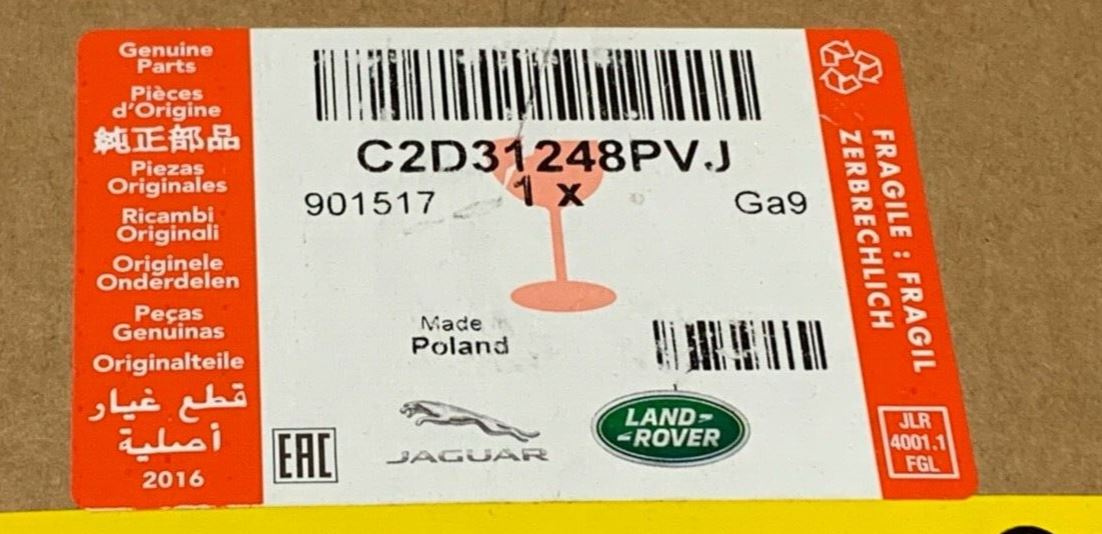 Genuine
Parts
Pièces
d'Origine
純正部品
Piezas
Originales
Ricambi
Originali
Originele
Onderdelen
Peças
Genuinas
Originalteile
قطع غيار
أصلية
2016
C2D31248PVJ
1 x
901517
Ga9
Made
Poland
EAC
JAGUAR
LAND-
-ROVER
FRAGILE : FRAGIL
ZERBRECHLICH
JLR
4001.1
FGL